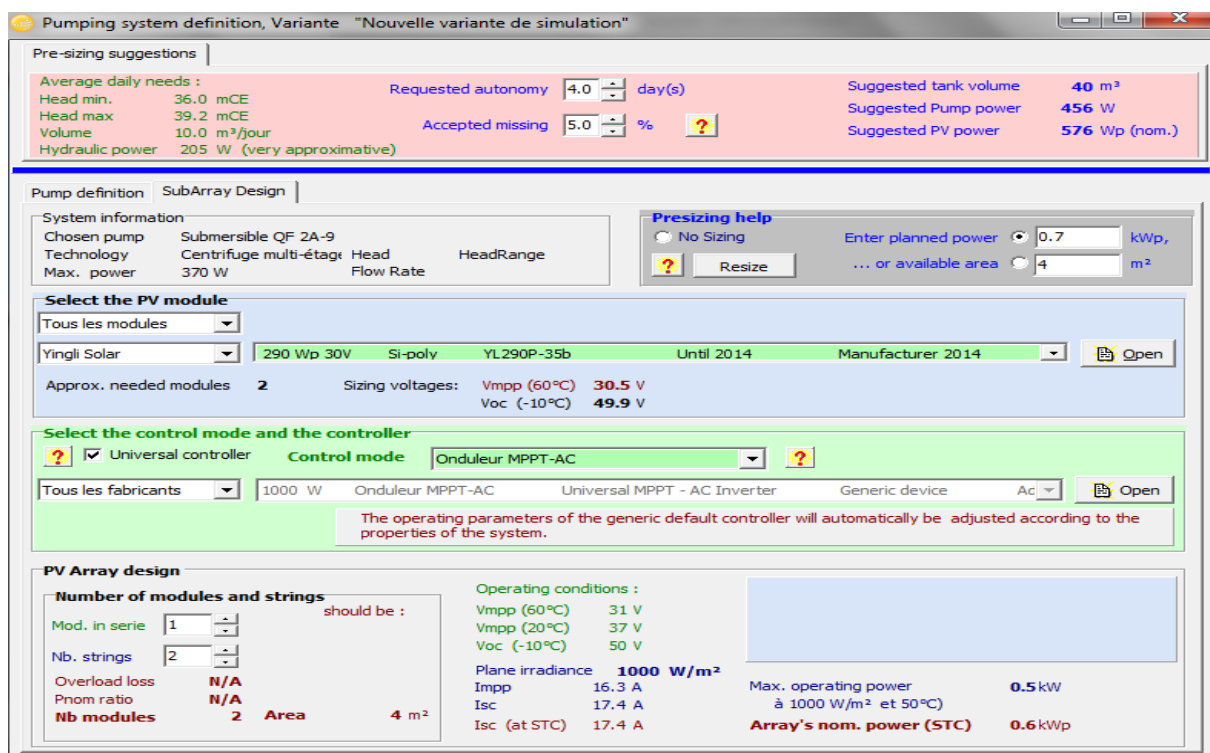 Pumping system definition, Variante "Nouvelle variante de simulation"
Pre-sizing suggestions
Average daily needs :
Head min. 36.0 mCE
Head max 39.2 mCE
Volume 10.0 m³/jour
Hydraulic power 205 W (very approximative)
Requested autonomy 4.0 day(s)
Accepted missing 5.0 % ?
Suggested tank volume 40 m³
Suggested Pump power 456 W
Suggested PV power 576 Wp (nom.)
Pump definition SubArray Design
System information
Chosen pump Submersible QF 2A-9
Technology Centrifuge multi-étag Head HeadRange
Max. power 370 W Flow Rate
Presizing help
No Sizing Enter planned power 0.7 kWp,
? Resize ... or available area 4 m²
Select the PV module
Tous les modules
Yingli Solar 290 Wp 30V Si-poly YL290P-35b Until 2014 Manufacturer 2014 Open
Approx. needed modules 2 Sizing voltages: Vmpp (60°C) 30.5 V
Voc (-10°C) 49.9 V
Select the control mode and the controller
? Universal controller Control mode Onduleur MPPT-AC ?
Tous les fabricants 1000 W Onduleur MPPT-AC Universal MPPT - AC Inverter Generic device Ac Open
The operating parameters of the generic default controller will automatically be adjusted according to the
properties of the system.
PV Array design
Number of modules and strings
should be :
Mod. in serie 1
Nb. strings 2
Overload loss N/A
Pnom ratio N/A
Nb modules 2 Area 4 m²
Operating conditions :
Vmpp (60°C) 31 V
Vmpp (20°C) 37 V
Voc (-10°C) 50 V
Plane irradiance 1000 W/m²
Impp 16.3 A
Isc 17.4 A
Isc (at STC) 17.4 A
Max. operating power 0.5 kW
à 1000 W/m² et 50°C)
Array's nom. power (STC) 0.6 kWp